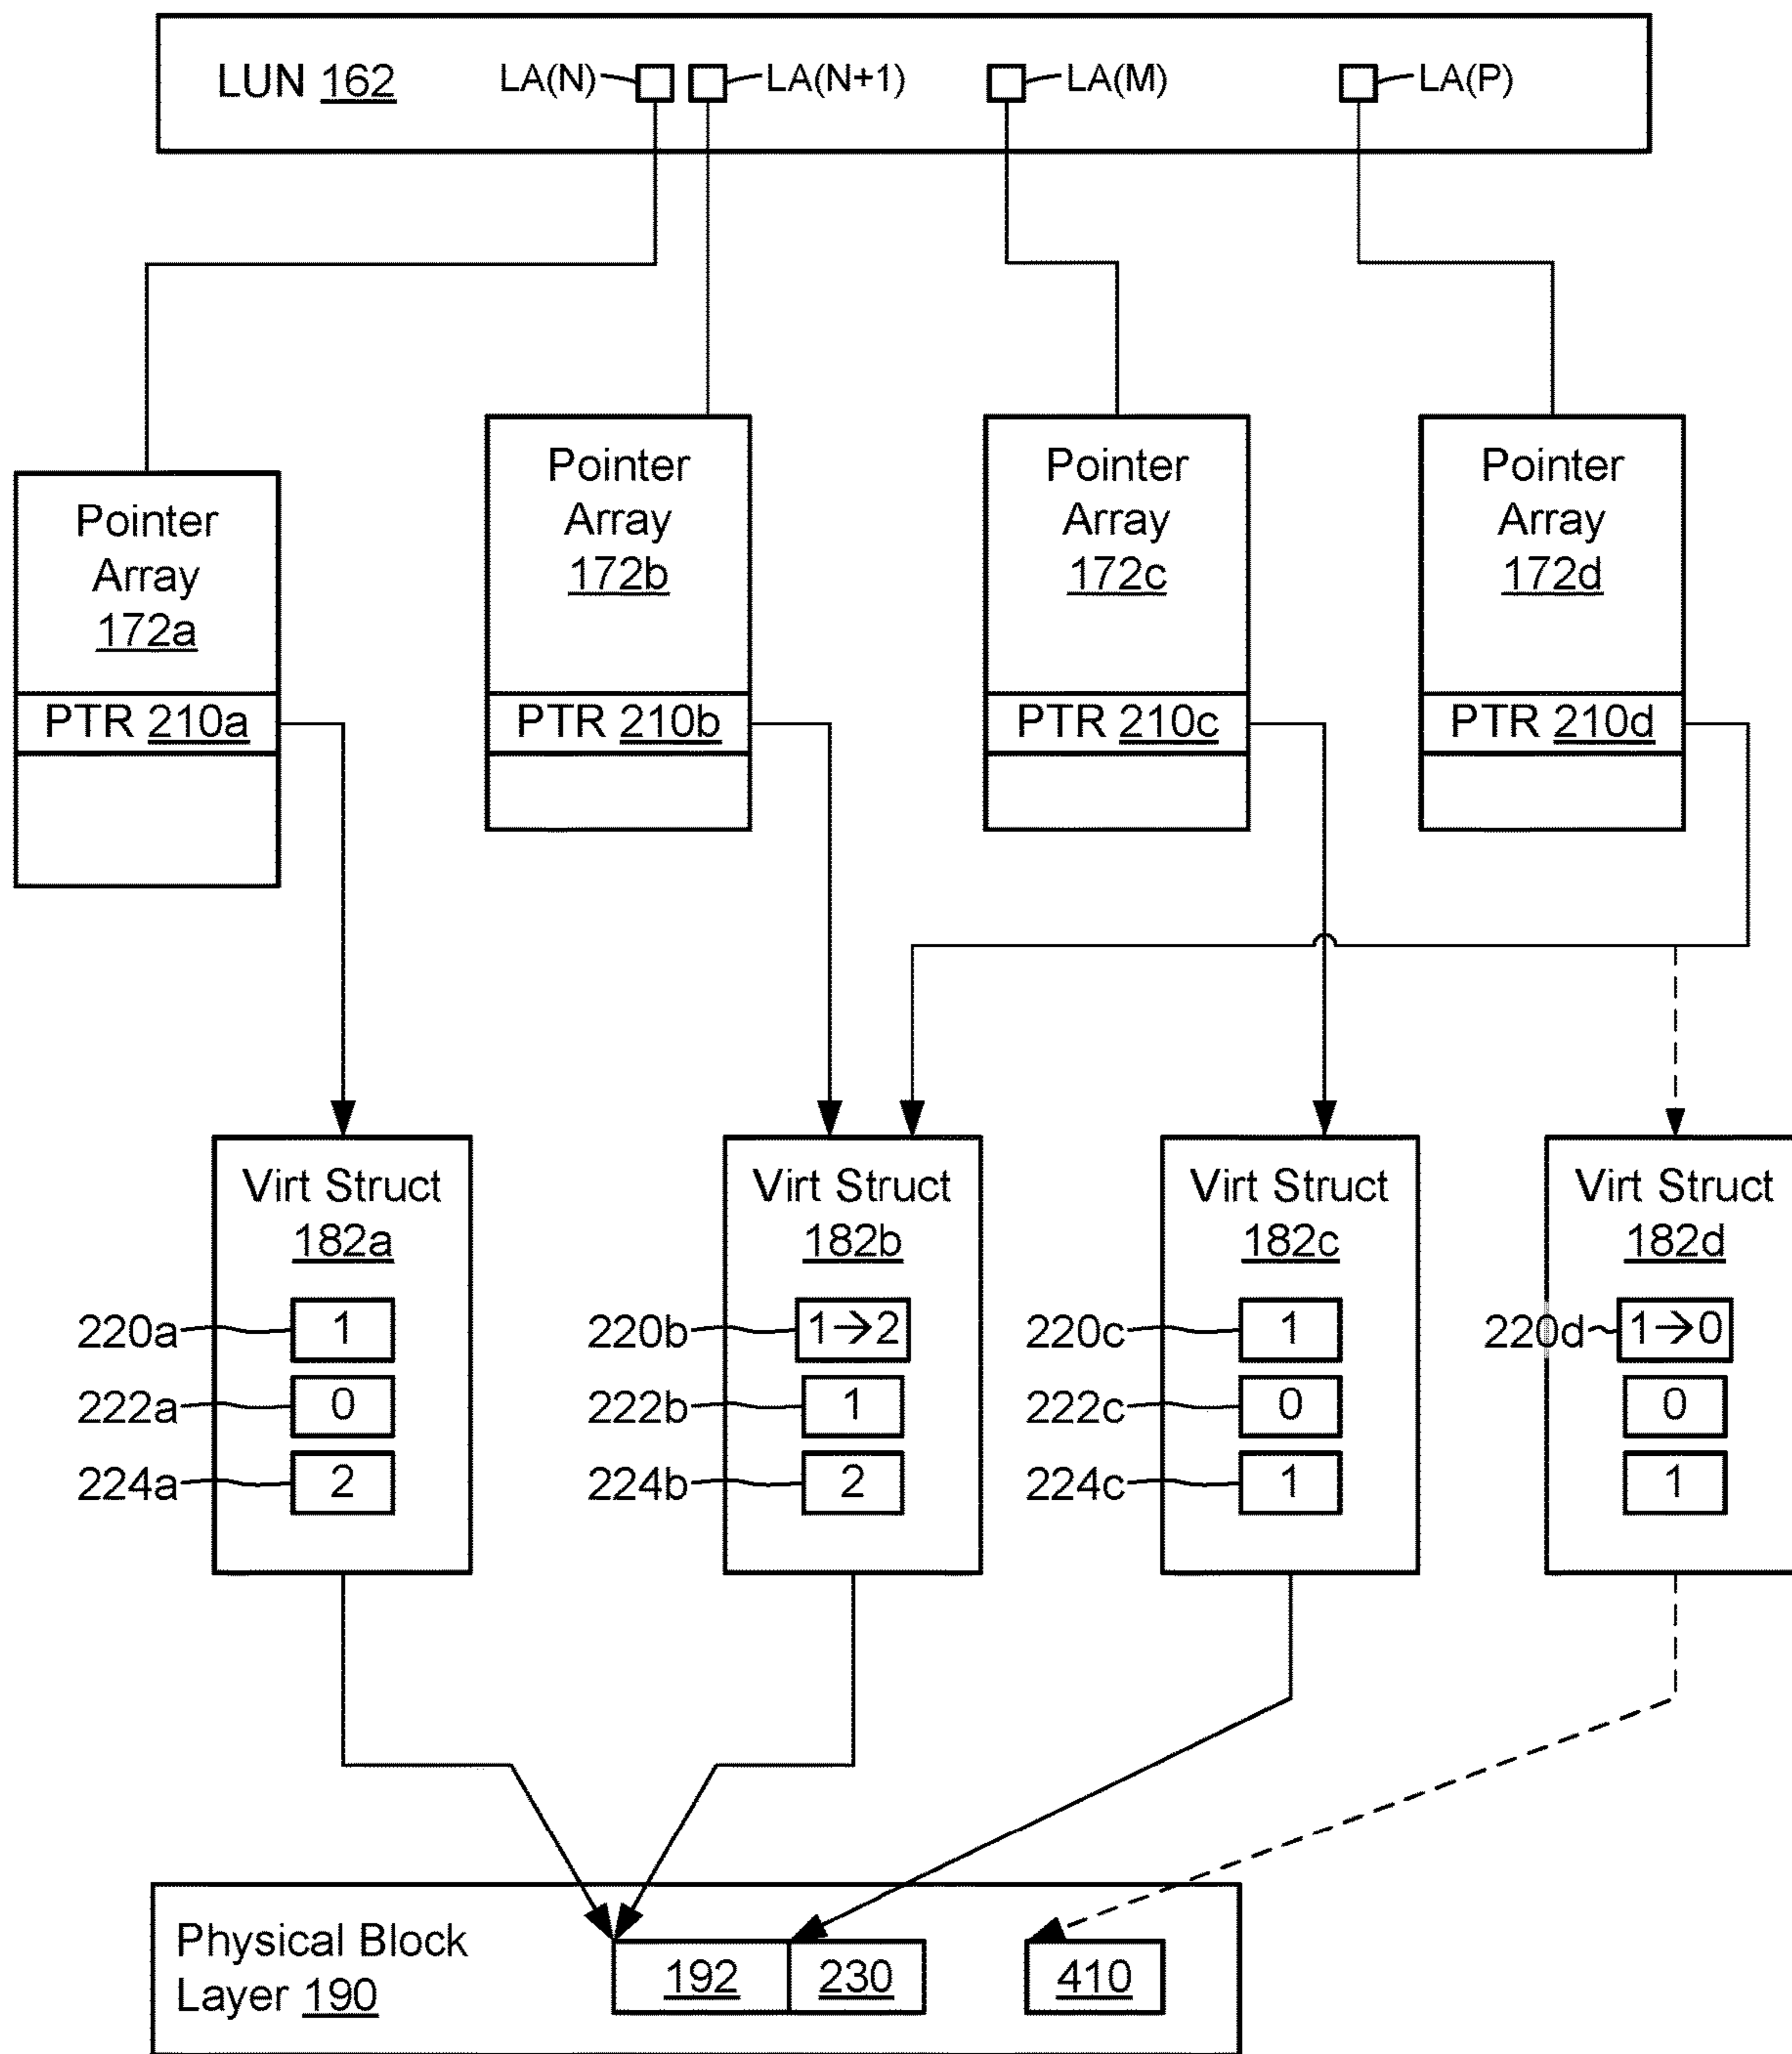 LUN 162
LA(N)
LA(N+1)
LA(M)
LA(P)
Pointer
Array
172a
PTR 210a
Pointer
Array
172b
PTR 210b
Pointer
Array
172c
PTR 210c
Pointer
Array
172d
PTR 210d
Virt Struct
182a
220a
1
222a
0
224a
2
Virt Struct
182b
220b
1→2
222b
1
224b
2
Virt Struct
182c
220c
1
222c
0
224c
1
Virt Struct
182d
220d
1→0
0
1
Physical Block
Layer 190
192
230
410